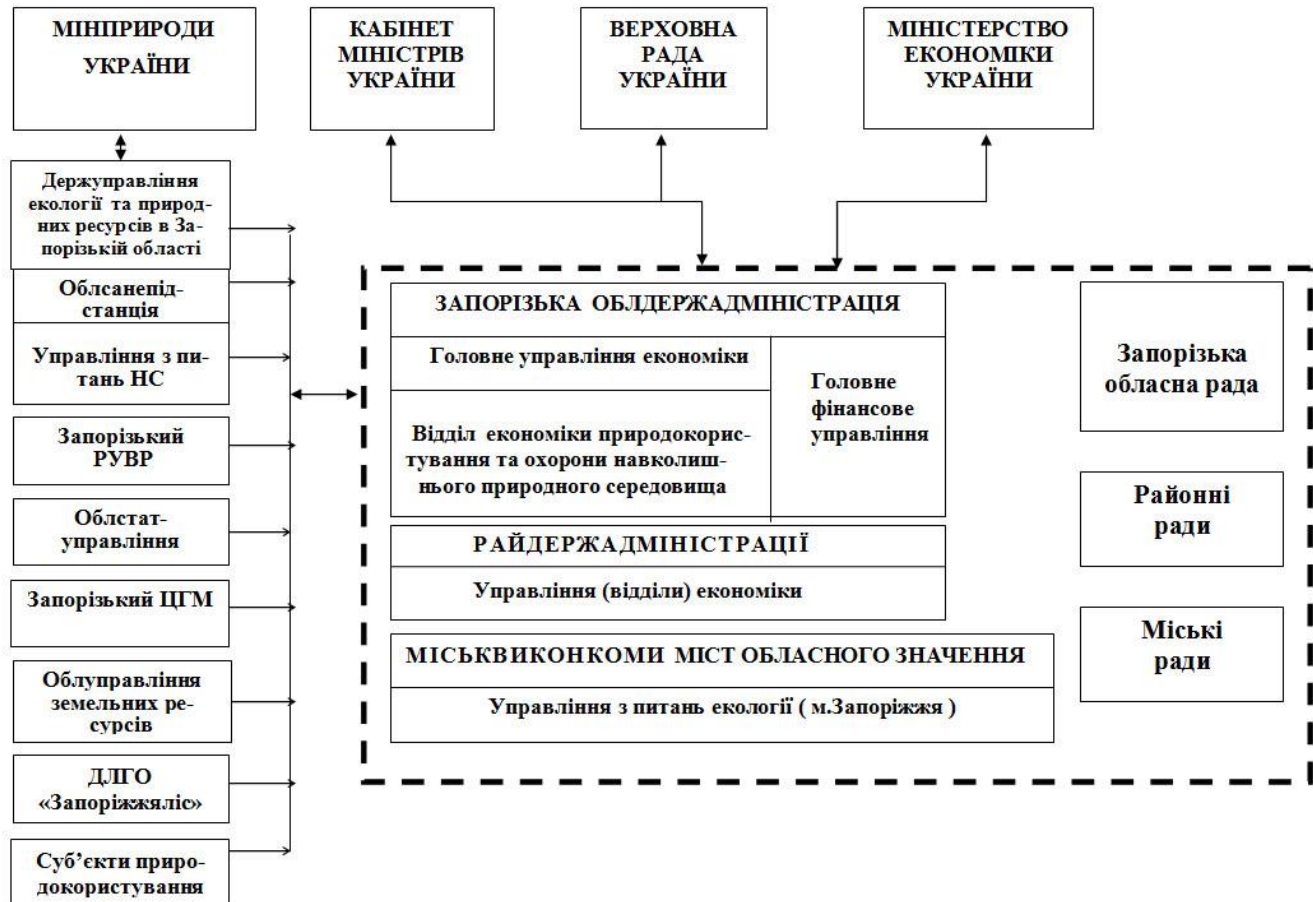 МІНПРИРОДИ
УКРАЇНИ
КАБІНЕТ
МІНІСТРІВ
УКРАЇНИ
ВЕРХОВНА
РАДА
УКРАЇНИ
МІНІСТЕРСТВО
ЕКОНОМІКИ
УКРАЇНИ
Держуправління
екології та природ-
них ресурсів в За-
порізькій області
Облсанепід-
станція
Управління з пи-
тань НС
Запорізький
РУВР
Облстат-
управління
Запорізький ЦГМ
Облуправління
земельних ре-
сурсів
ДЛГО
«Запоріжжяліс»
Суб’єкти приро-
докористування
ЗАПОРІЗЬКА ОБЛДЕРЖАДМІНІСТРАЦІЯ
Головне управління економіки
Відділ економіки природокорис-
тування та охорони навколиш-
нього природного середовища
Головне
фінансове
управління
РАЙДЕРЖАДМІНІСТРАЦІЇ
Управління (відділи) економіки
МІСЬКВИКОНКОМИ МІСТ ОБЛАСНОГО ЗНАЧЕННЯ
Управління з питань екології ( м.Запоріжжя )
Запорізька
обласна рада
Районні
ради
Міські
ради